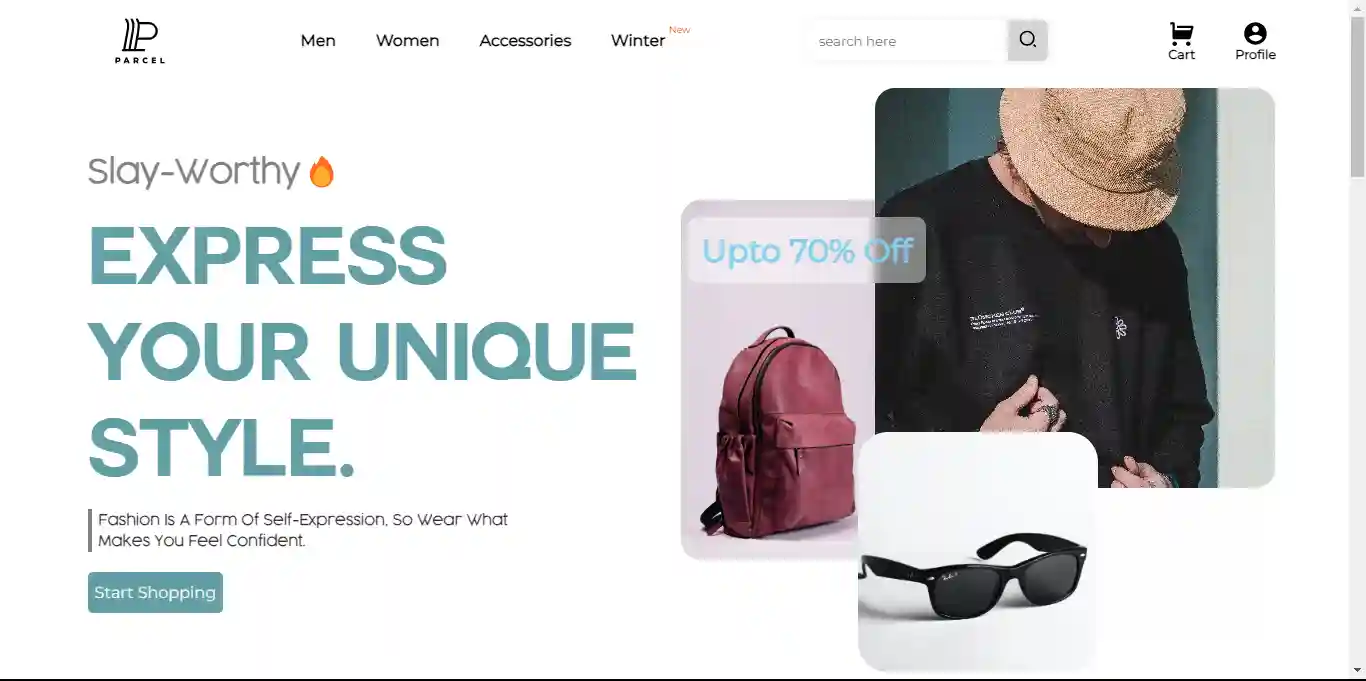 PARCEL
Men
Women
Accessories
Winter
New
search here
Cart
Profile
Slay-Worthy🔥
EXPRESS
YOUR UNIQUE
STYLE.
Fashion Is A Form Of Self-Expression, So Wear What
Makes You Feel Confident.
Start Shopping
Upto 70% Off